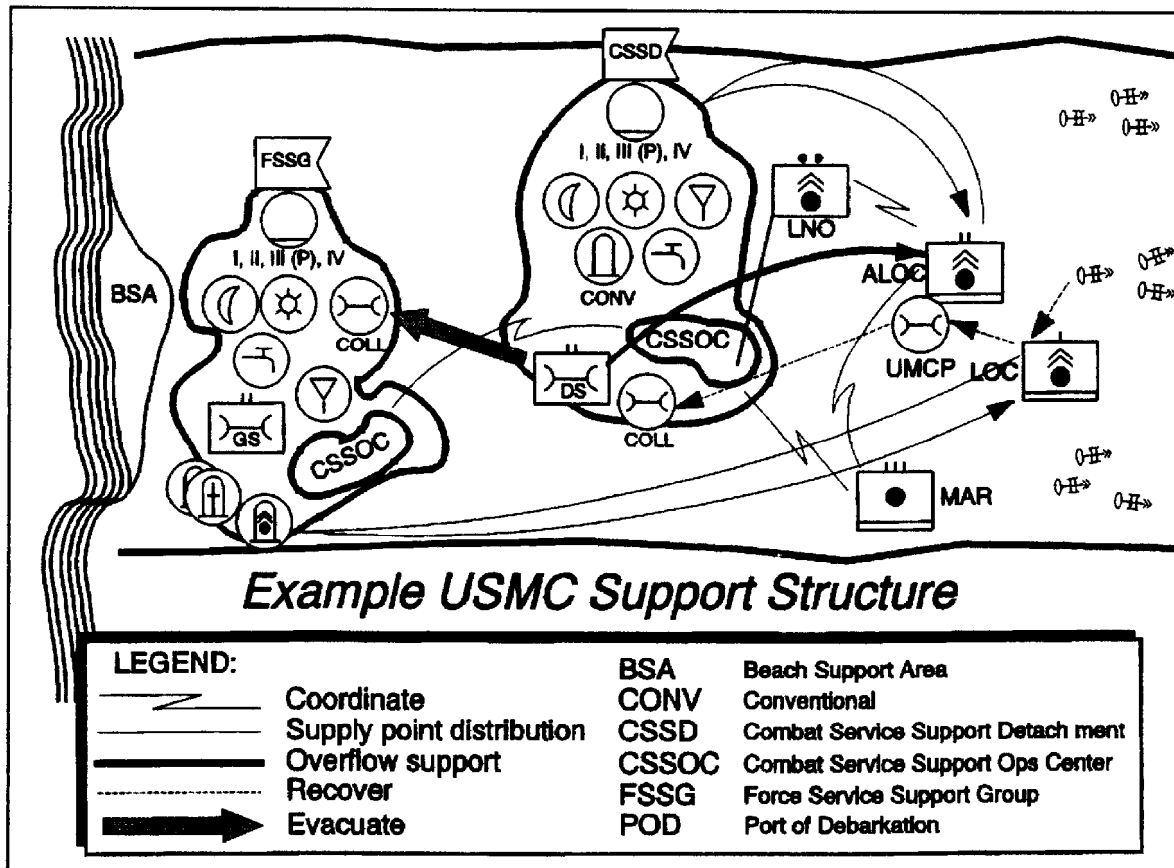 CSSD
I, II, III (P), IV
CONV
FSSG
I, II, III (P), IV
BSA
COLL
GS
CSSOC
CSSOC
DS
COLL
LNO
ALOC
UMCP
LOC
MAR
Example USMC Support Structure
LEGEND:
Coordinate
Supply point distribution
Overflow support
Recover
Evacuate
BSA Beach Support Area
CONV Conventional
CSSD Combat Service Support Detach ment
CSSOC Combat Service Support Ops Center
FSSG Force Service Support Group
POD Port of Debarkation